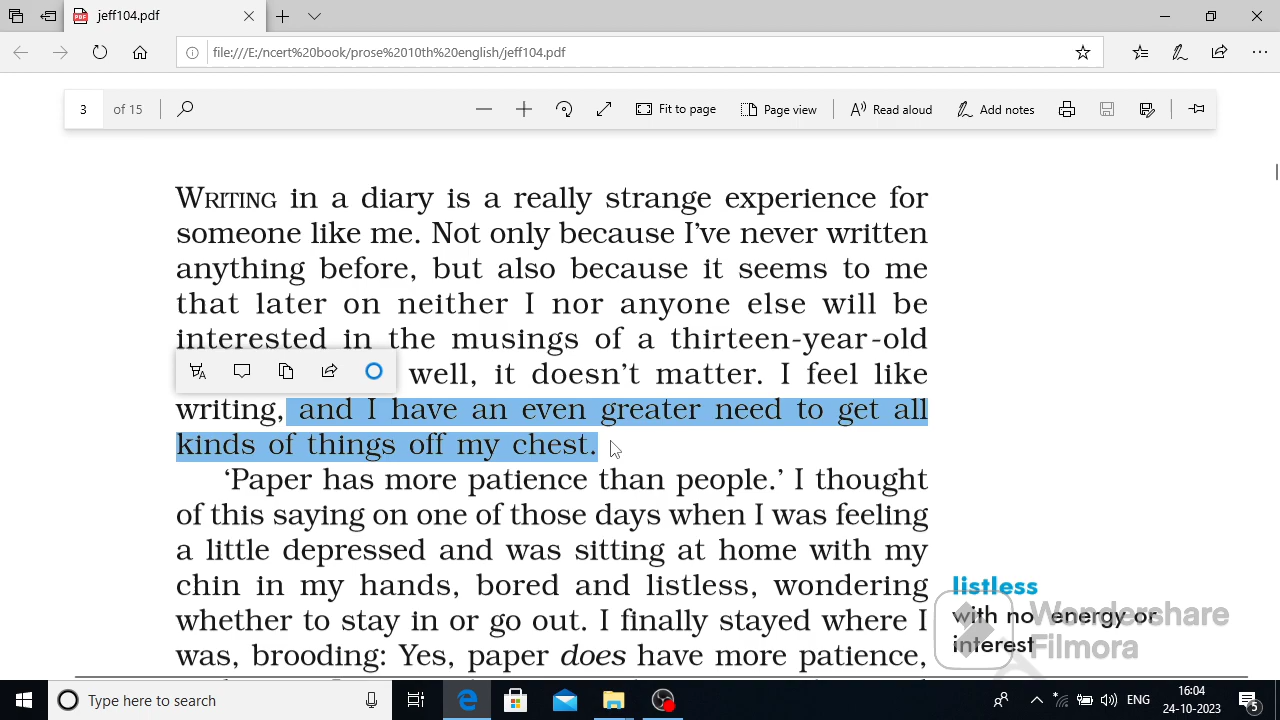 jeff104.pdf
file:///E:/ncert%20book/prose%2010th%20english/jeff104.pdf
3 of 15 Fit to page Page view Read aloud Add notes
WRITING in a diary is a really strange experience for
someone like me. Not only because I've never written
anything before, but also because it seems to me
that later on neither I nor anyone else will be
interested in the musings of a thirteen-year-old
well, it doesn't matter. I feel like
writing, and I have an even greater need to get all
kinds of things off my chest.
‘Paper has more patience than people.’ I thought
of this saying on one of those days when I was feeling
a little depressed and was sitting at home with my
chin in my hands, bored and listless, wondering
whether to stay in or go out. I finally stayed where I
was, brooding: Yes, paper does have more patience,
listless
with no energy or
interest
Wondershare
Filmora
Type here to search
ENG
16:04
24-10-2023
5